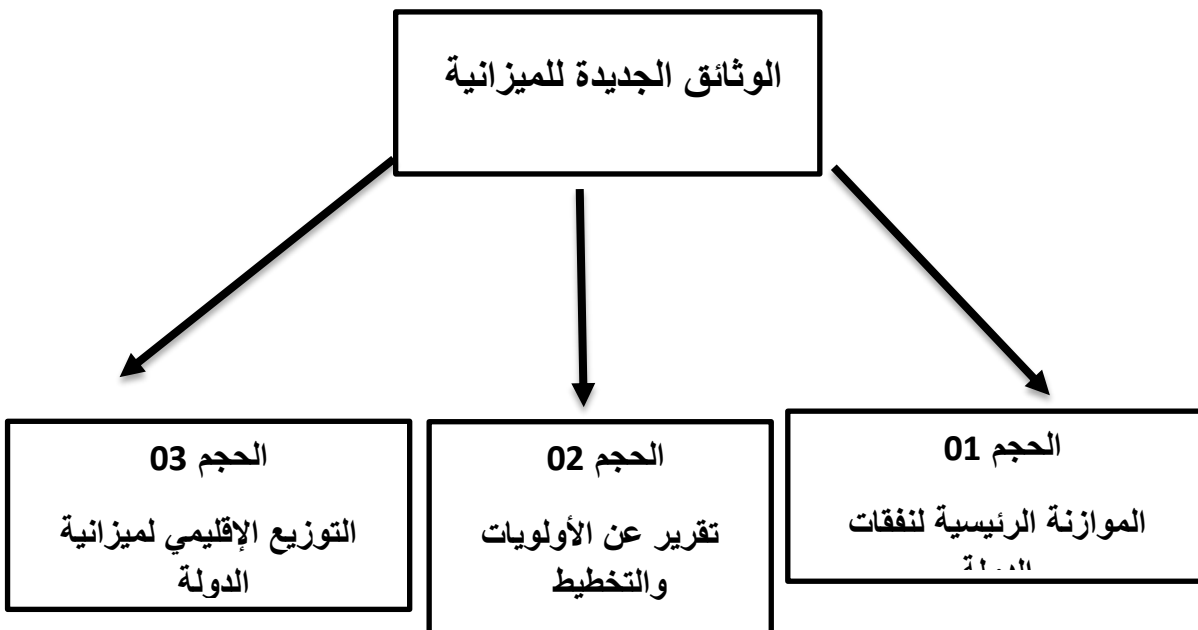 الوثائق الجديدة للميزانية
الحجم 01
الموازنة الرئيسية لنفقات
الحجم 02
تقرير عن الأولويات
والتخطيط
الحجم 03
التوزيع الإقليمي لميزانية
الدولة